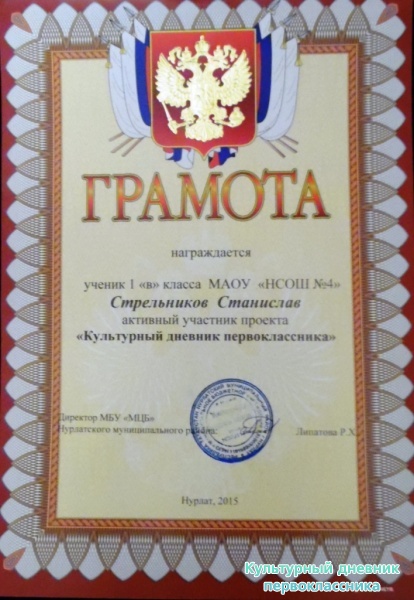 ГРАМОТА
награждается
ученик 1 «в» класса МАОУ «НСОШ №4»
Стрельников Станислав
активный участник проекта
«Культурный дневник первоклассника»
Директор МБУ «МЦБ»
Нурлатского муниципального района: Липатова Р.Х.
Нурлат, 2015
Культурный дневник
первоклассника